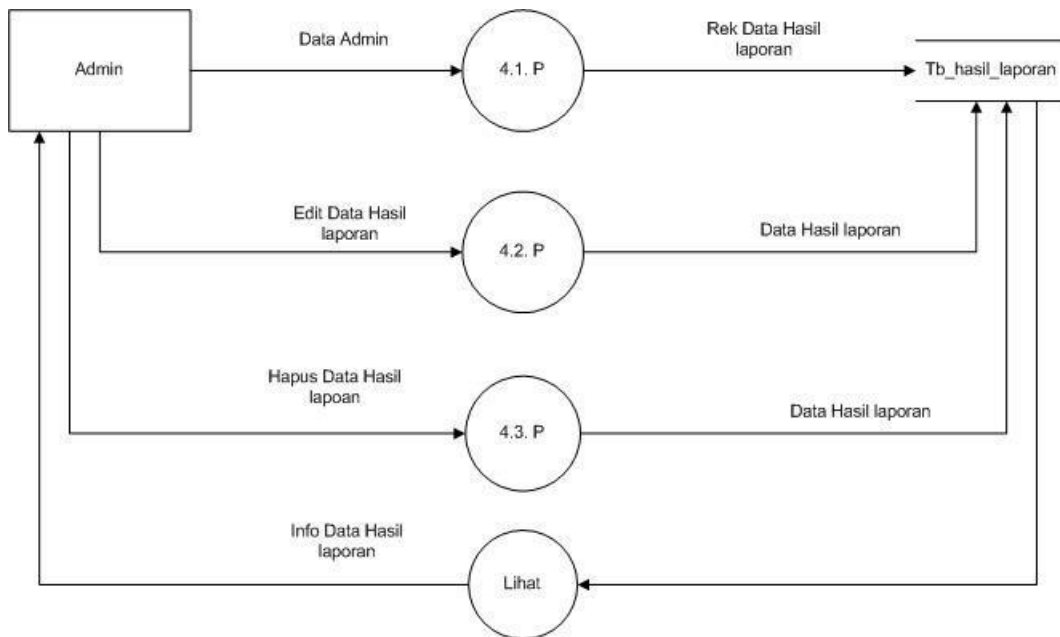 Admin
Data Admin
4.1. P
Rek Data Hasil
laporan
Tb_hasil_laporan
Edit Data Hasil
laporan
4.2. P
Data Hasil laporan
Hapus Data Hasil
lapoan
4.3. P
Data Hasil laporan
Info Data Hasil
laporan
Lihat